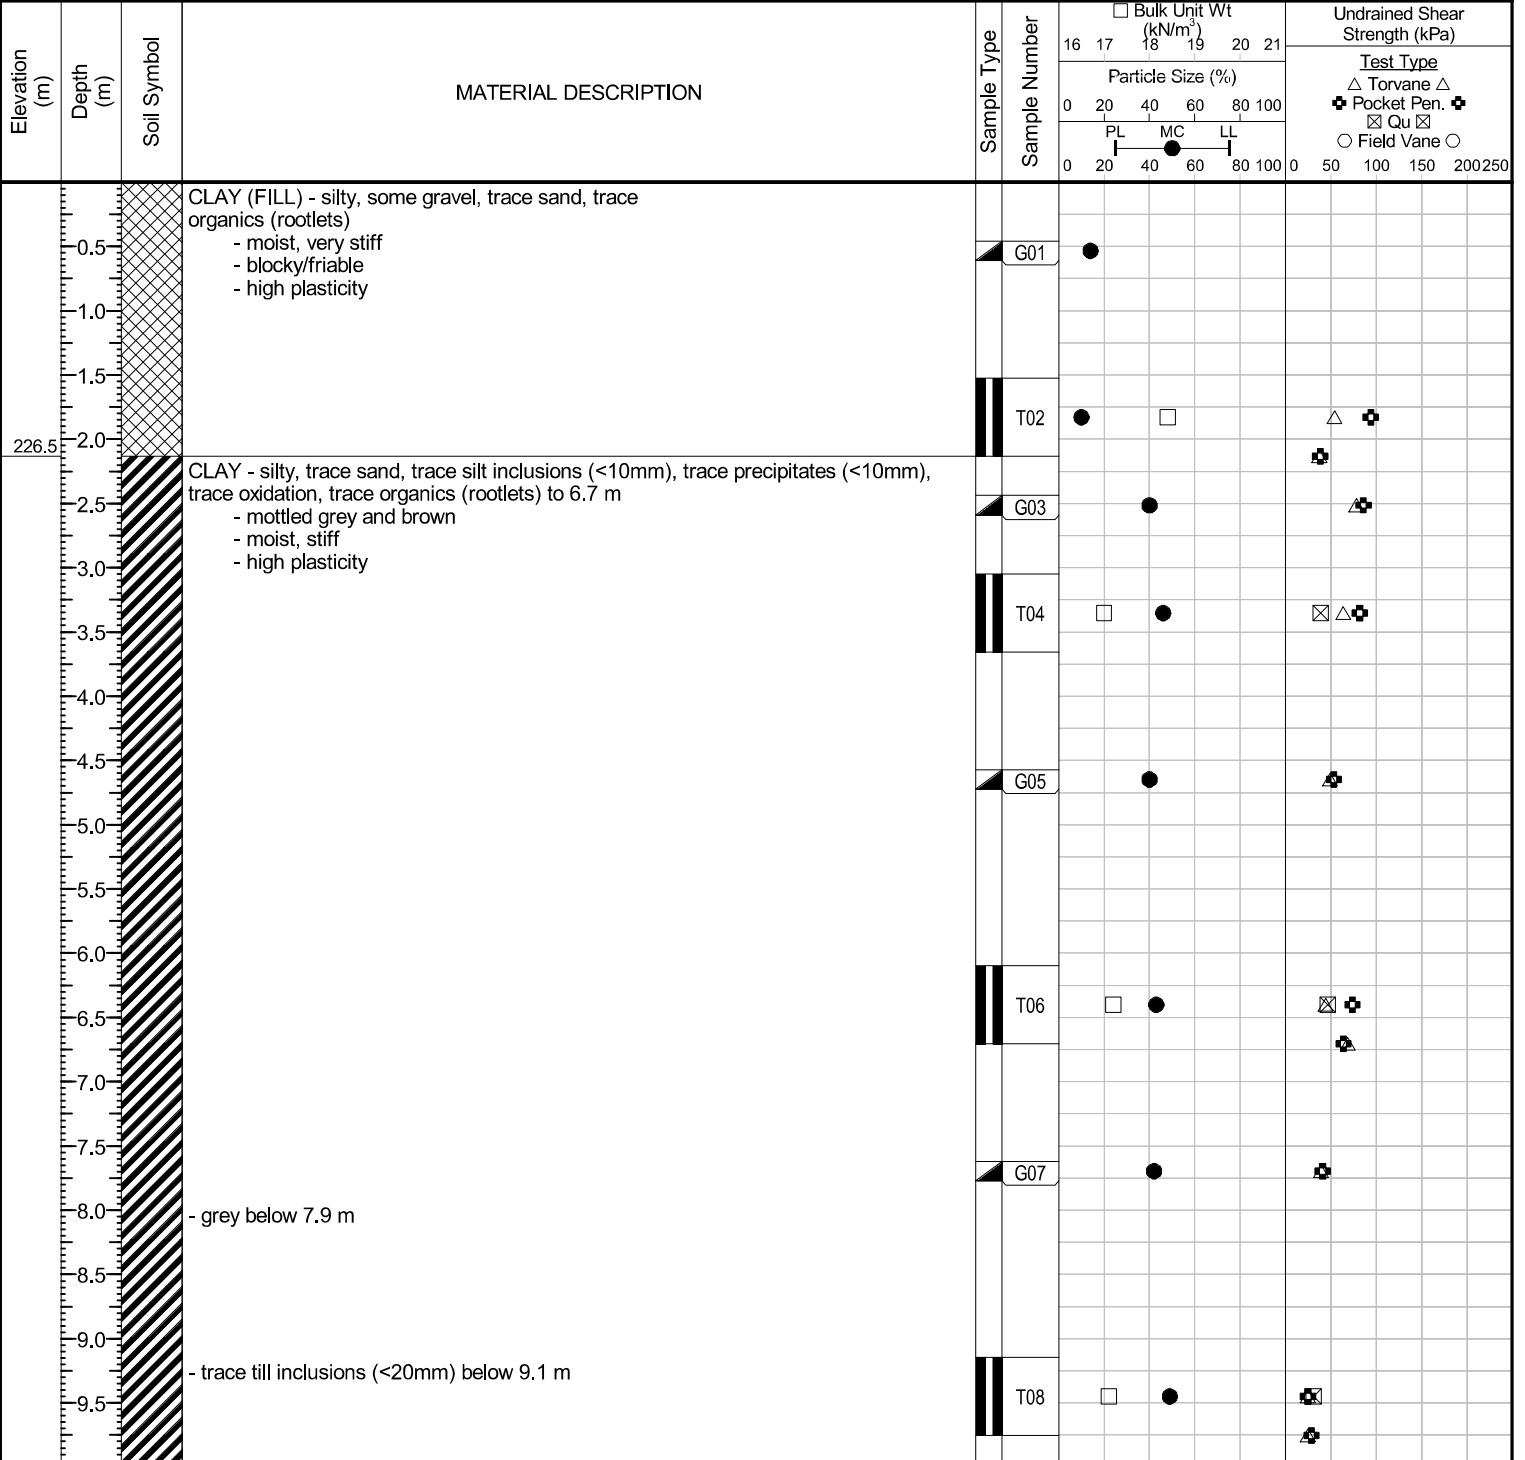 Elevation
(m)
Depth
(m)
Soil Symbol
MATERIAL DESCRIPTION
Sample Type
Sample Number
Bulk Unit Wt
(kN/m³)
16 17 18 19 20 21
Particle Size (%)
0 20 40 60 80 100
PL MC LL
0 20 40 60 80 100
Undrained Shear
Strength (kPa)
Test Type
Torvane
Pocket Pen.
Qu
Field Vane
0 50 100 150 200 250
CLAY (FILL) - silty, some gravel, trace sand, trace
organics (rootlets)
- moist, very stiff
- blocky/friable
- high plasticity
0.5
G01
1.0
1.5
T02
2.0
226.5
CLAY - silty, trace sand, trace silt inclusions (<10mm), trace precipitates (<10mm),
trace oxidation, trace organics (rootlets) to 6.7 m
- mottled grey and brown
- moist, stiff
- high plasticity
2.5
G03
3.0
T04
3.5
4.0
4.5
G05
5.0
5.5
6.0
T06
6.5
7.0
7.5
G07
8.0
- grey below 7.9 m
8.5
9.0
- trace till inclusions (<20mm) below 9.1 m
T08
9.5